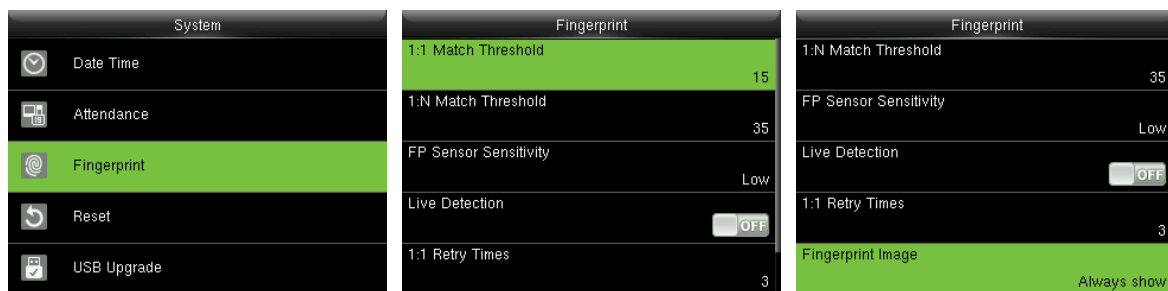 System
Date Time
Attendance
19
Fingerprint
Reset
USB Upgrade
Fingerprint
1:1 Match Threshold
15
1:N Match Threshold
35
FP Sensor Sensitivity
Low
Live Detection
OFF
1:1 Retry Times
3
Fingerprint
1:N Match Threshold
35
FP Sensor Sensitivity
Low
Live Detection
OFF
1:1 Retry Times
3
Fingerprint Image
Always show